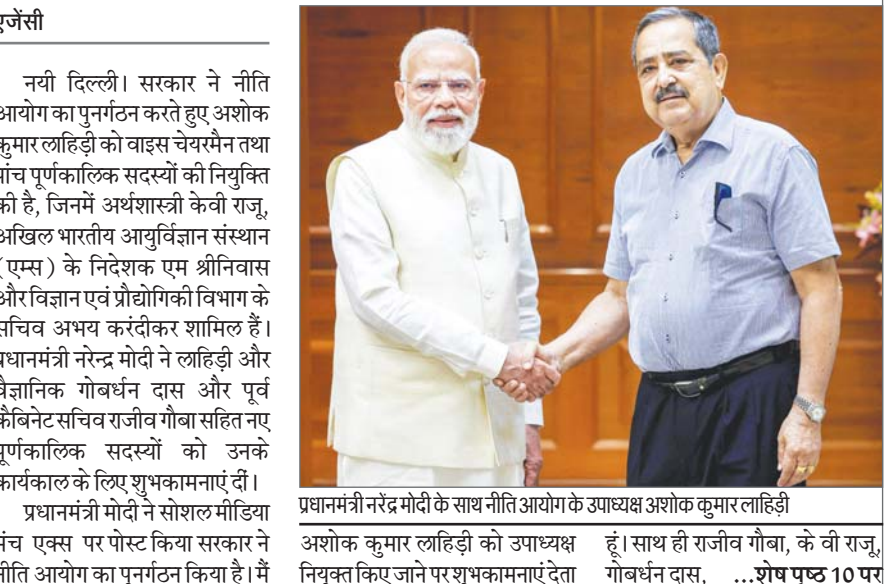 एजेंसी
नयी दिल्ली। सरकार ने नीति
आयोग का पुनर्गठन करते हुए अशोक
कुमार लाहिड़ी को वाइस चेयरमैन तथा
पांच पूर्णकालिक सदस्यों की नियुक्ति
की है, जिनमें अर्थशास्त्री केवी राजू,
अखिल भारतीय आयुर्विज्ञान संस्थान
(एम्स) के निदेशक एम श्रीनिवास
और विज्ञान एवं प्रौद्योगिकी विभाग के
सचिव अभय करंदीकर शामिल हैं।
प्रधानमंत्री नरेन्द्र मोदी ने लाहिड़ी और
वैज्ञानिक गोबर्धन दास और पूर्व
कैबिनेट सचिव राजीव गौबा सहित नए
पूर्णकालिक सदस्यों को उनके
कार्यकाल के लिए शुभकामनाएं दीं।
प्रधानमंत्री मोदी ने सोशल मीडिया
मंच एक्स पर पोस्ट किया सरकार ने
नीति आयोग का पुनर्गठन किया है। मैं
प्रधानमंत्री नरेंद्र मोदी के साथ नीति आयोग के उपाध्यक्ष अशोक कुमार लाहिड़ी
अशोक कुमार लाहिड़ी को उपाध्यक्ष
नियुक्त किए जाने पर शुभकामनाएं देता
हूं। साथ ही राजीव गौबा, के वी राजू,
गोबर्धन दास, ...शेष पृष्ठ 10 पर